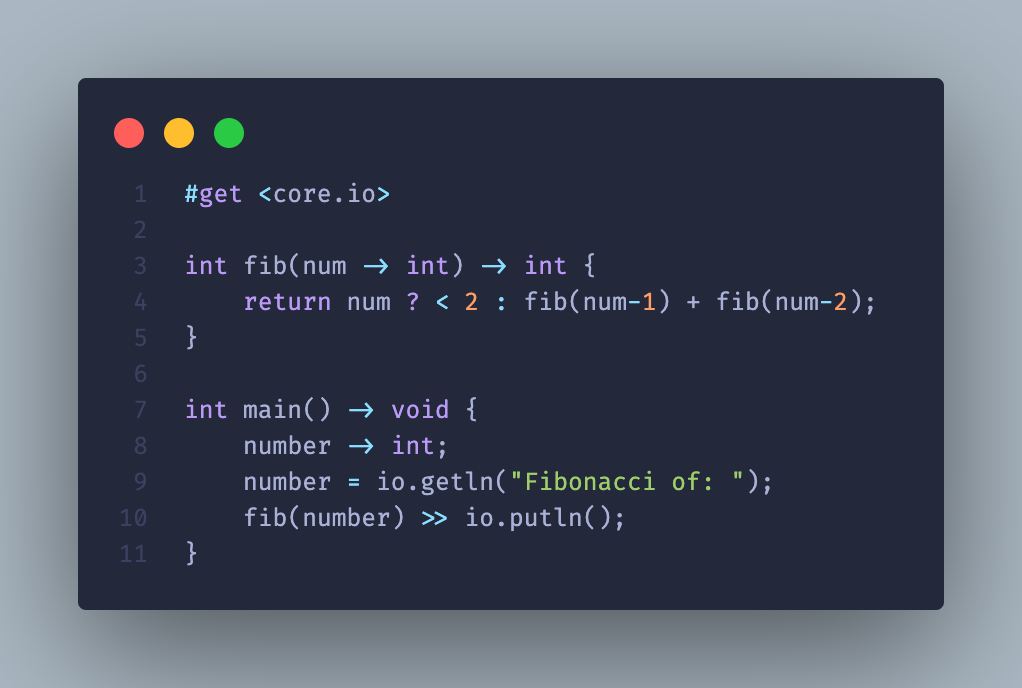 1 #get <core.io>
2
3 int fib(num -> int) -> int {
4     return num ? < 2 : fib(num-1) + fib(num-2);
5 }
6
7 int main() -> void {
8     number -> int;
9     number = io.getln("Fibonacci of: ");
10     fib(number) >> io.putln();
11 }